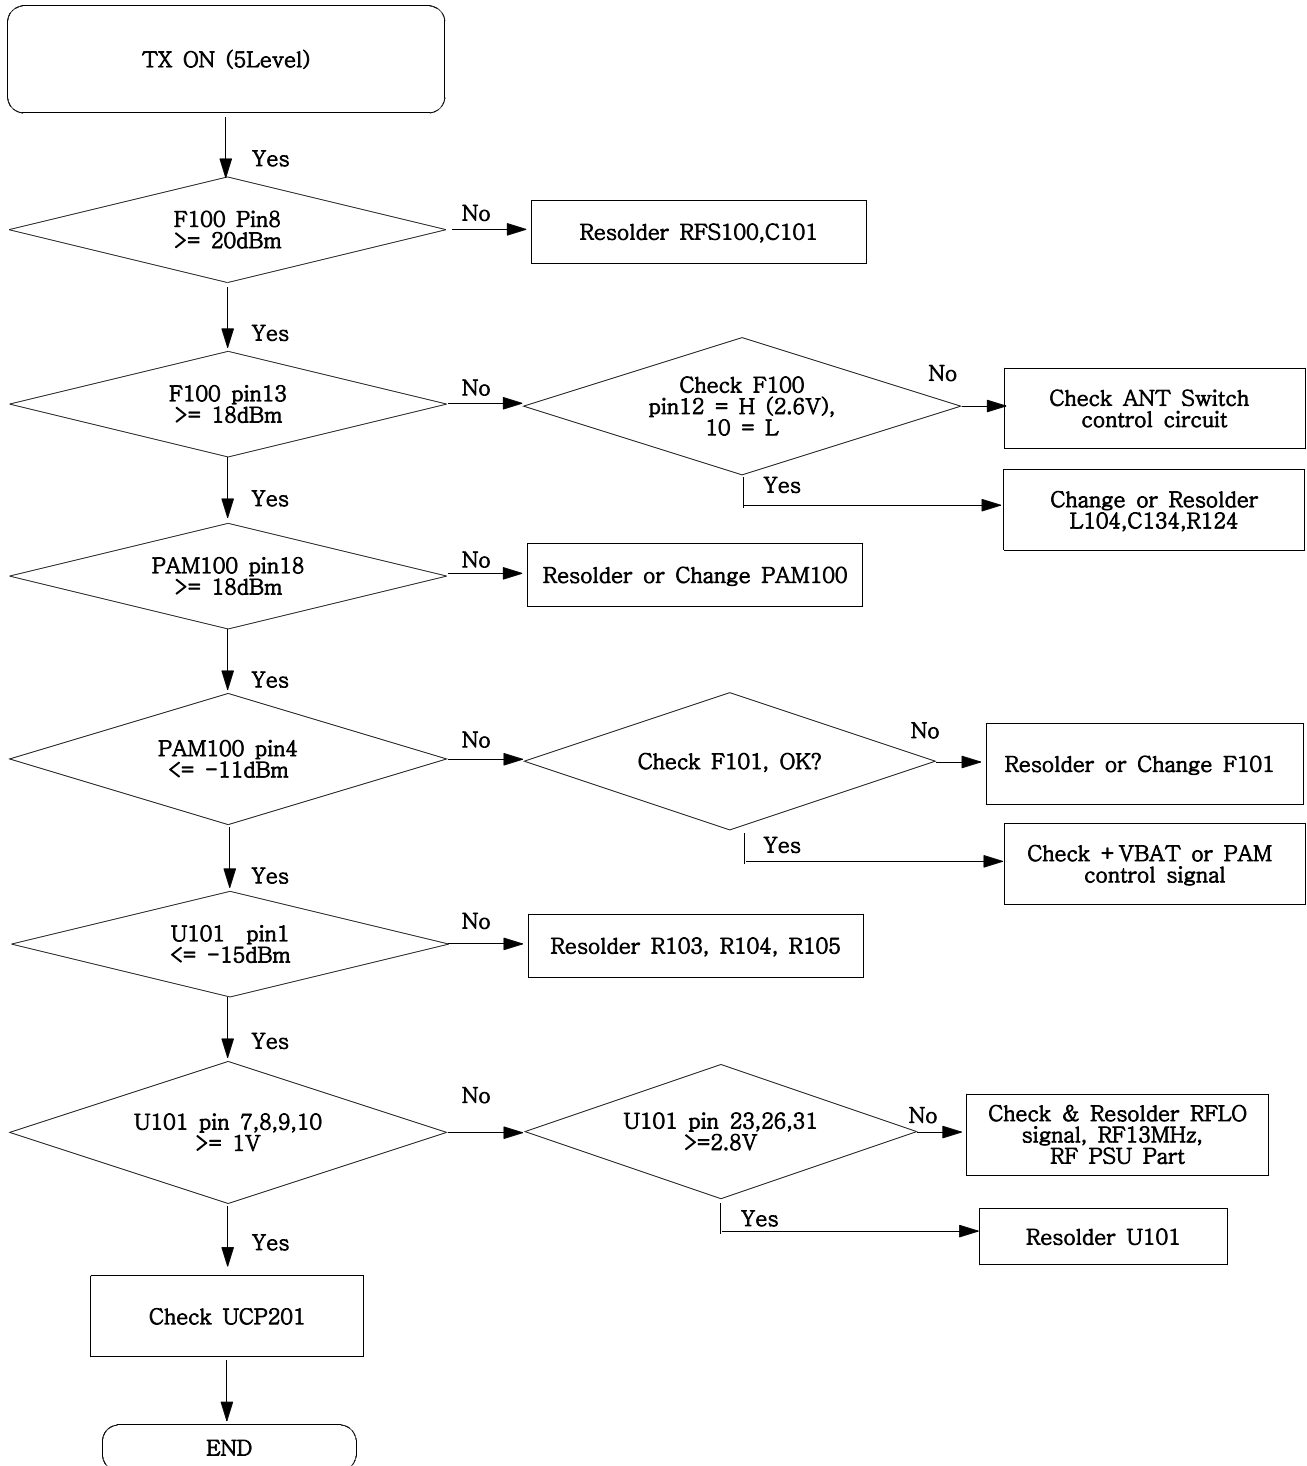 TX ON (5Level)
Yes
F100 Pin8
>= 20dBm
No
Resolder RFS100,C101
Yes
F100 pin13
>= 18dBm
No
Check F100
pin12 = H (2.6V),
10 = L
No
Check ANT Switch
control circuit
Yes
Change or Resolder
L104,C134,R124
Yes
PAM100 pin18
>= 18dBm
No
Resolder or Change PAM100
Yes
PAM100 pin4
<= -11dBm
No
Check F101, OK?
No
Resolder or Change F101
Yes
Check +VBAT or PAM
control signal
Yes
U101 pin1
<= -15dBm
No
Resolder R103, R104, R105
Yes
U101 pin 7,8,9,10
>= 1V
No
U101 pin 23,26,31
>=2.8V
No
Check & Resolder RFLO
signal, RF13MHz,
RF PSU Part
Yes
Resolder U101
Yes
Check UCP201
END